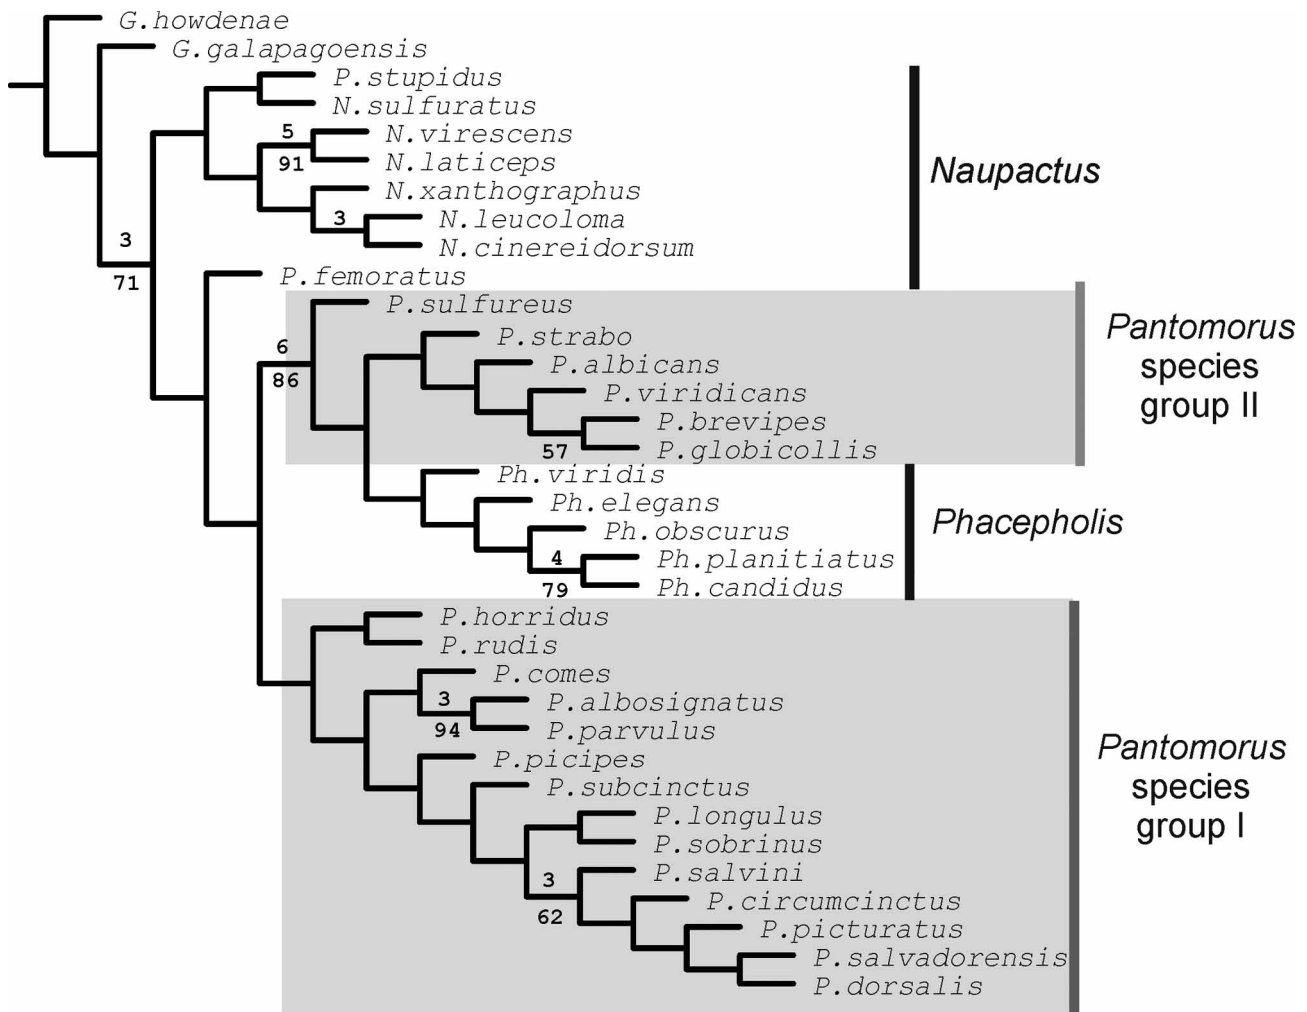 G.howdenae
G.galapagoensis
P.stupidus
N.sulfuratus
5
N.virescens
91
N.laticeps
N.xanthographus
3
N.leucoloma
N.cinereidorsum
Naupactus
3
71
P.femoratus
P.sulfureus
6
86
P.strabo
P.albicans
P.viridicans
P.brevipes
57
P.globicollis
Pantomorus
species
group II
Ph.viridis
Ph.elegans
Ph.obscurus
4
Ph.planitiatus
79
Ph.candidus
Phacepholis
P.horridus
P.rudis
P.comes
3
P.albosignatus
94
P.parvulus
P.picipes
P.subcinctus
P.longulus
P.sobrinus
3
P.salvini
62
P.circumcinctus
P.picturatus
P.salvadorensis
P.dorsalis
Pantomorus
species
group I